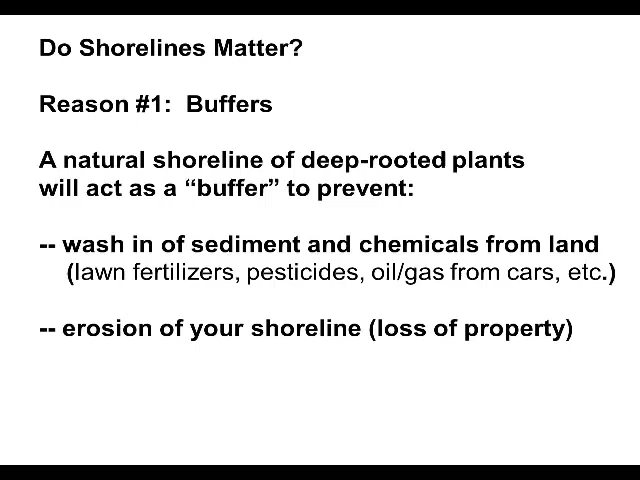 Do Shorelines Matter?
Reason #1:  Buffers
A natural shoreline of deep-rooted plants
will act as a “buffer” to prevent:
-- wash in of sediment and chemicals from land
(lawn fertilizers, pesticides, oil/gas from cars, etc.)
-- erosion of your shoreline (loss of property)